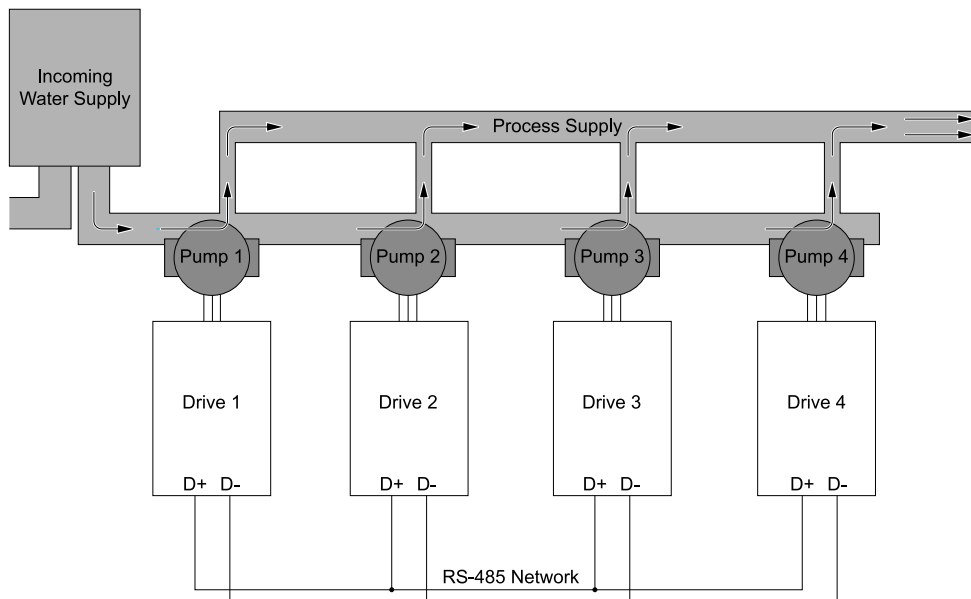 Incoming
Water Supply
Process Supply
Pump 1
Pump 2
Pump 3
Pump 4
Drive 1
Drive 2
Drive 3
Drive 4
D+ D-
D+ D-
D+ D-
D+ D-
RS-485 Network